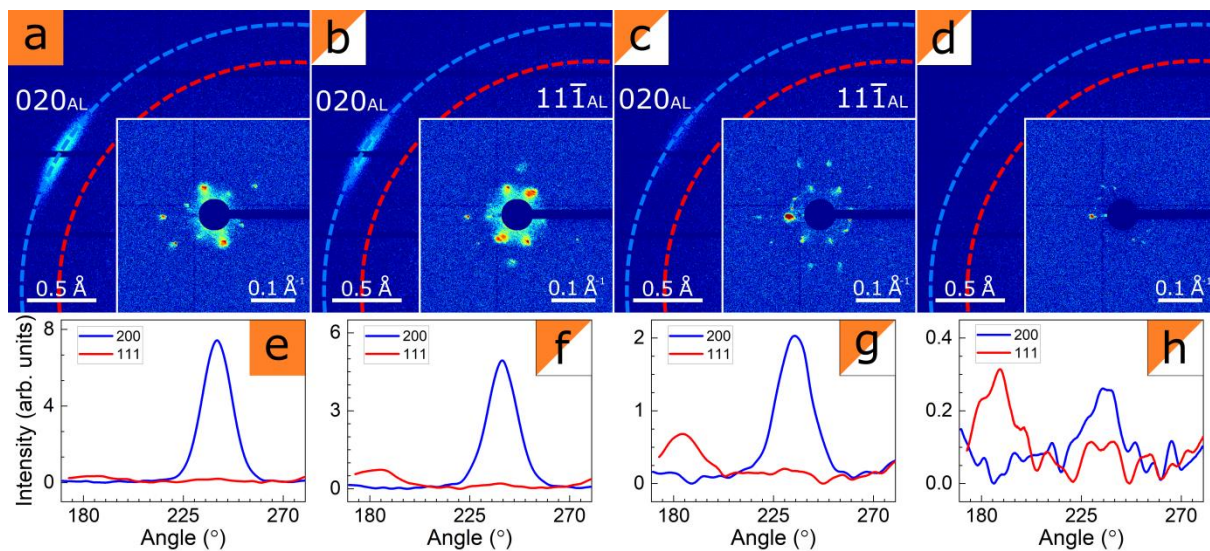 a
b
c
d
020AL
020AL 111̅AL
020AL 111̅AL
0.5 Å 0.1 Å-1
0.5 Å 0.1 Å-1
0.5 Å 0.1 Å-1
0.5 Å 0.1 Å-1
Intensity (arb. units)
8
4
0
200
111
e
180 225 270
Angle (°)
6
3
0
200
111
f
180 225 270
Angle (°)
2
1
0
200
111
g
180 225 270
Angle (°)
0.4
0.2
0.0
200
111
h
180 225 270
Angle (°)